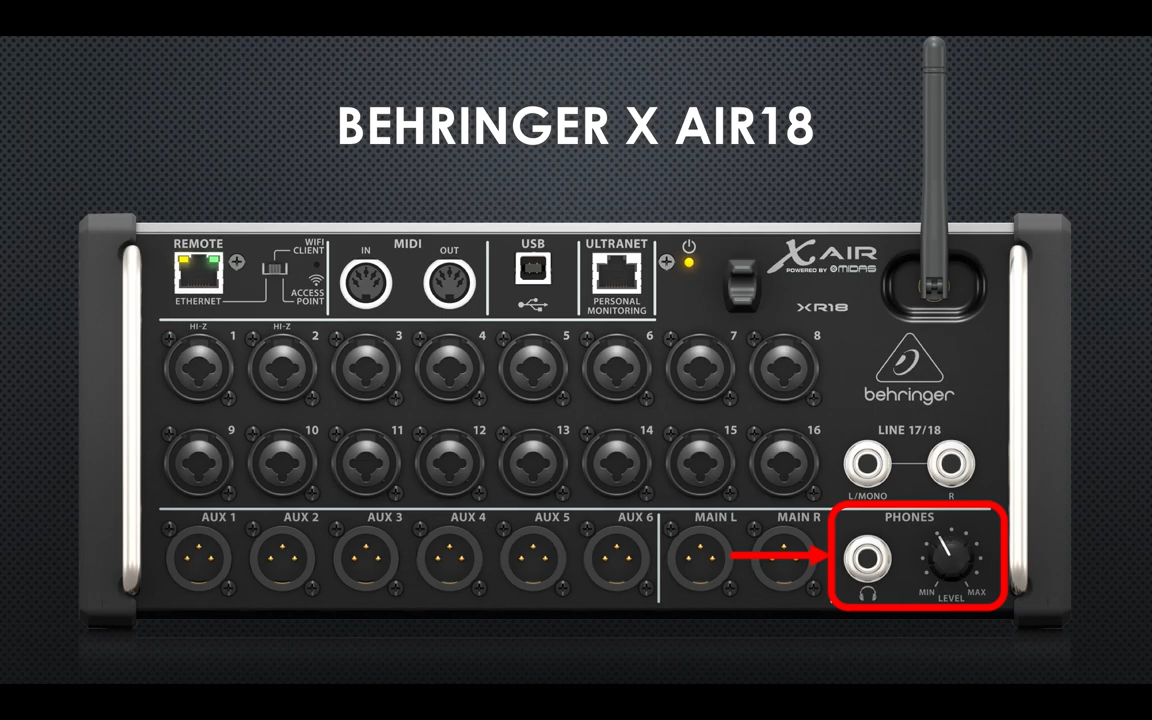 BEHRINGER X AIR18
REMOTE
WIFI CLIENT
ACCESS POINT
ETHERNET
MIDI
IN
OUT
USB
ULTRANET
PERSONAL MONITORING
X AIR
POWERED BY MIDAS
XR18
HI-Z
1
HI-Z
2
3
4
5
6
7
8
behringer
9
10
11
12
13
14
15
16
LINE 17/18
L/MONO
R
AUX 1
AUX 2
AUX 3
AUX 4
AUX 5
AUX 6
MAIN L
MAIN R
PHONES
MIN
LEVEL
MAX